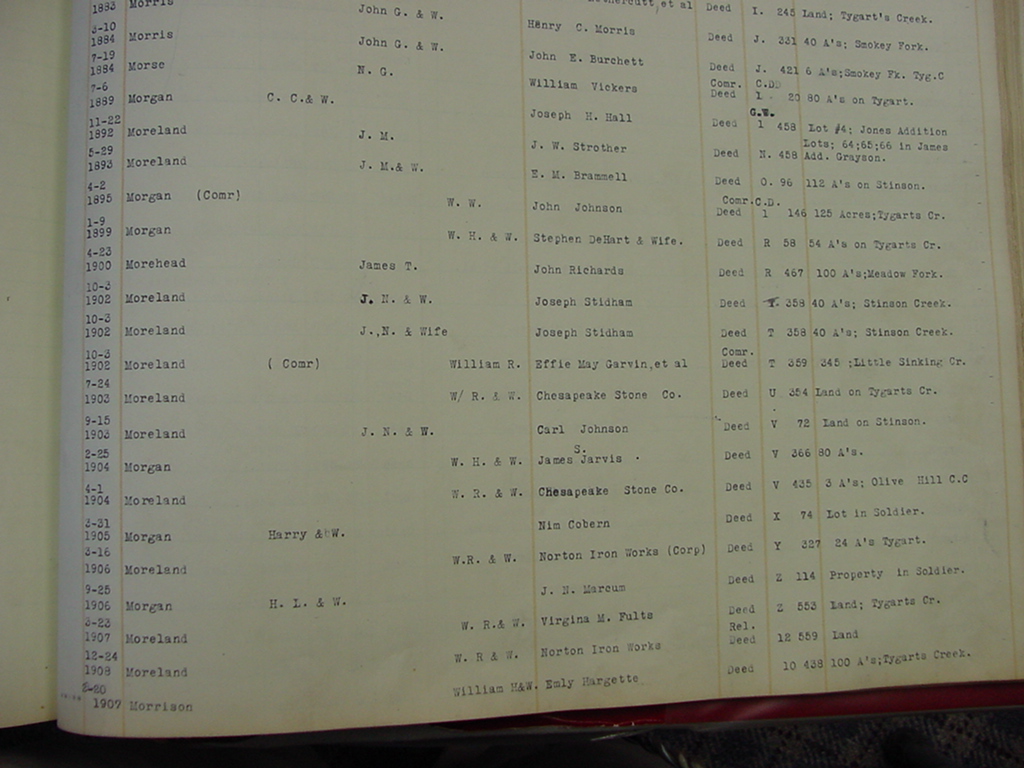 et al Deed I. 245 Land; Tygart's Creek.
1883 Morris John G. & W. Henry C. Morris Deed J. 331 40 A's; Smokey Fork.
3-10
1884 Morris John G. & W. John E. Burchett Deed J. 421 6 A's;Smokey Fk. Tyg.C
7-19
1884 Morse N. G. William Vickers Comr. Deed C.D. 1 20 80 A's on Tygart.
7-6
1889 Morgan C. C.& W. Joseph H. Hall Deed G.W. 1 458 Lot #4; Jones Addition
11-22
1892 Moreland J. M. J. W. Strother Deed N. 458 Lots; 64;65;66 in James Add. Grayson.
5-29
1893 Moreland J. M.& W. E. M. Brammell Deed O. 96 112 A's on Stinson.
4-2
1895 Morgan (Comr) W. W. John Johnson Comr. Deed C.D. 1 146 125 Acres;Tygarts Cr.
1-9
1899 Morgan W. H. & W. Stephen DeHart & Wife. Deed R 58 54 A's on Tygarts Cr.
4-23
1900 Morehead James T. John Richards Deed R 467 100 A's;Meadow Fork.
10-3
1902 Moreland J. N. & W. Joseph Stidham Deed T. 358 40 A's; Stinson Creek.
10-3
1902 Moreland J.,N. & Wife Joseph Stidham Deed T 358 40 A's; Stinson Creek.
10-3
1902 Moreland ( Comr) William R. Effie May Garvin,et al Comr. Deed T 359 345 ;Little Sinking Cr.
7-24
1903 Moreland W/ R. & W. Chesapeake Stone Co. Deed U 354 Land on Tygarts Cr.
9-15
1903 Moreland J. N. & W. Carl Johnson Deed V 72 Land on Stinson.
2-25
1904 Morgan W. H. & W. James S. Jarvis Deed V 366 80 A's.
4-1
1904 Moreland W. R. & W. Chesapeake Stone Co. Deed V 435 3 A's; Olive Hill C.C
3-31
1905 Morgan Harry & W. Nim Cobern Deed X 74 Lot in Soldier.
3-16
1906 Moreland W.R. & W. Norton Iron Works (Corp) Deed Y 327 24 A's Tygart.
9-25
1906 Morgan H. L. & W. J. N. Marcum Deed Z 114 Property in Soldier.
3-23
1907 Moreland W. R.& W. Virgina M. Fults Deed Z 553 Land; Tygarts Cr.
12-24
1908 Moreland W. R & W. Norton Iron Works Rel. Deed 12 559 Land
2-20
1907 Morrison William H&W. Emly Hargette Deed 10 438 100 A's;Tygarts Creek.